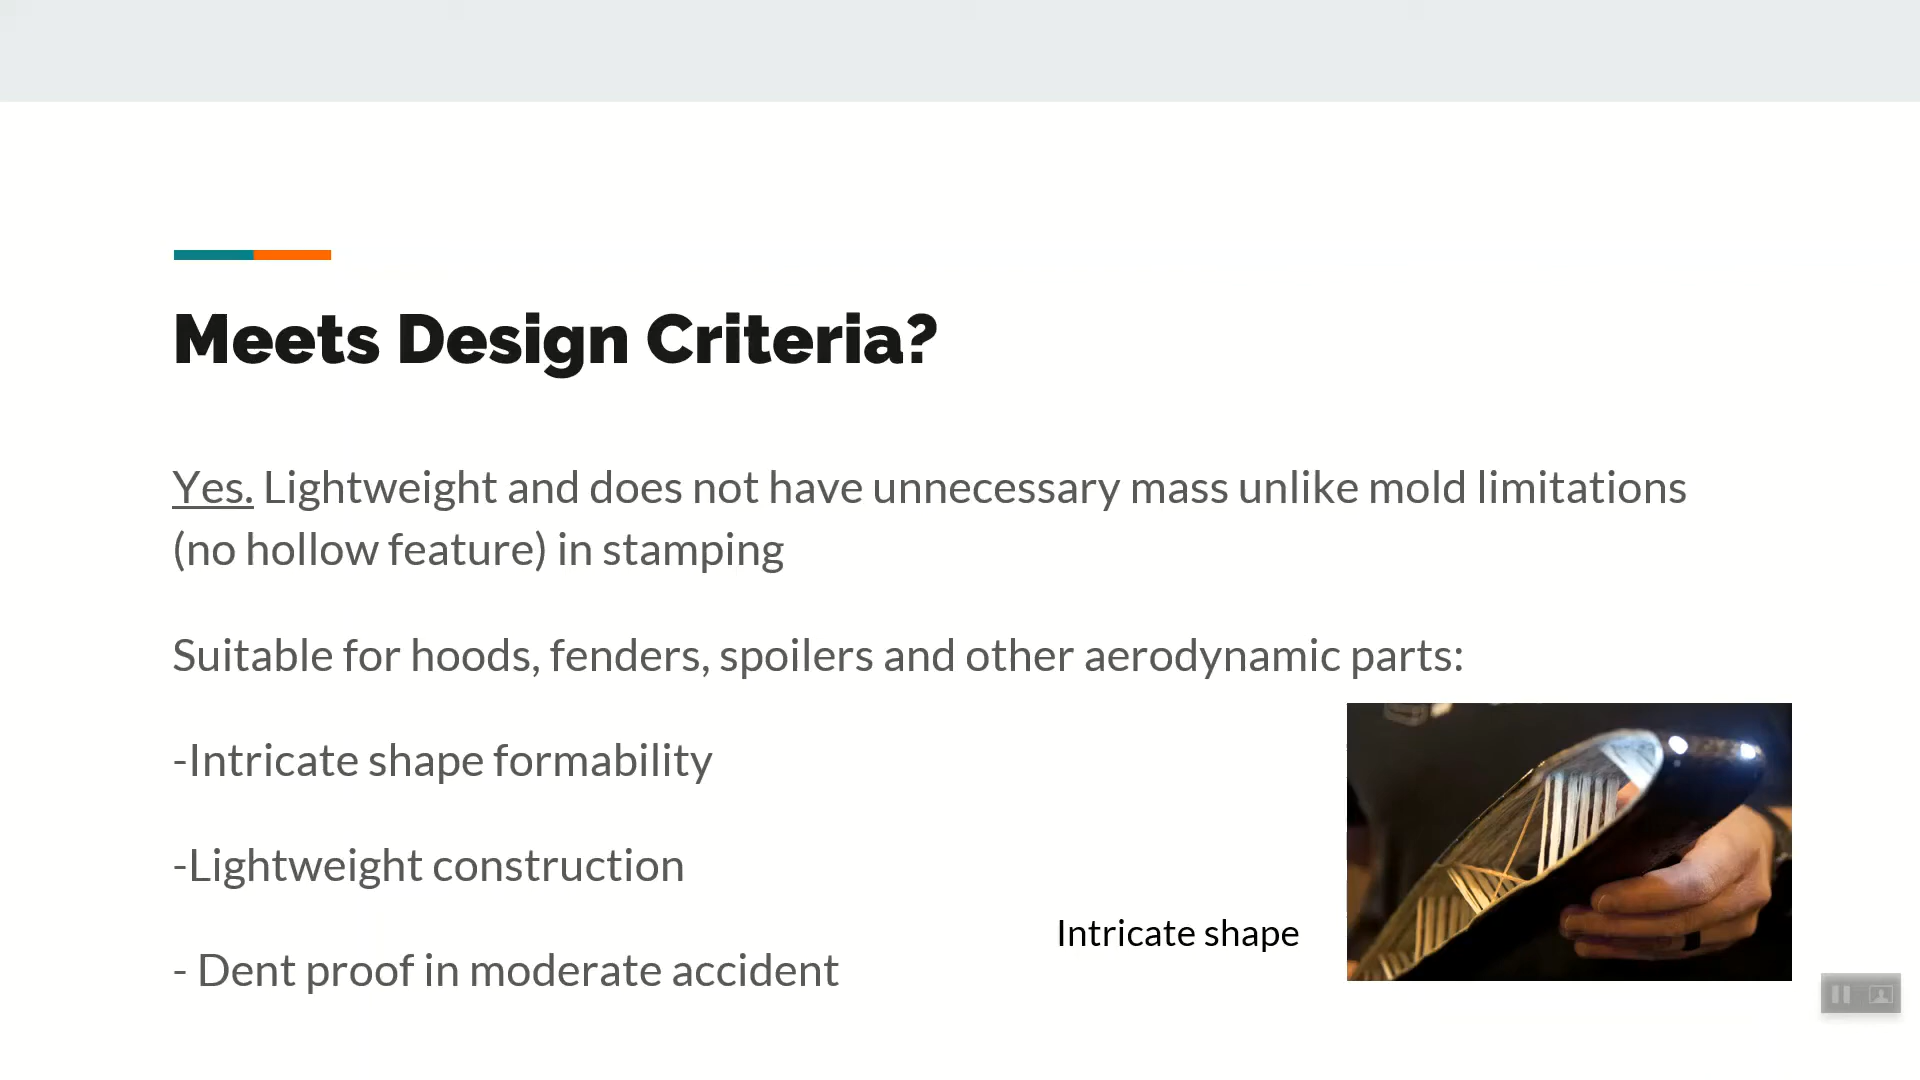 Meets Design Criteria?
Yes. Lightweight and does not have unnecessary mass unlike mold limitations
(no hollow feature) in stamping
Suitable for hoods, fenders, spoilers and other aerodynamic parts:
-Intricate shape formability
-Lightweight construction
Intricate shape
- Dent proof in moderate accident